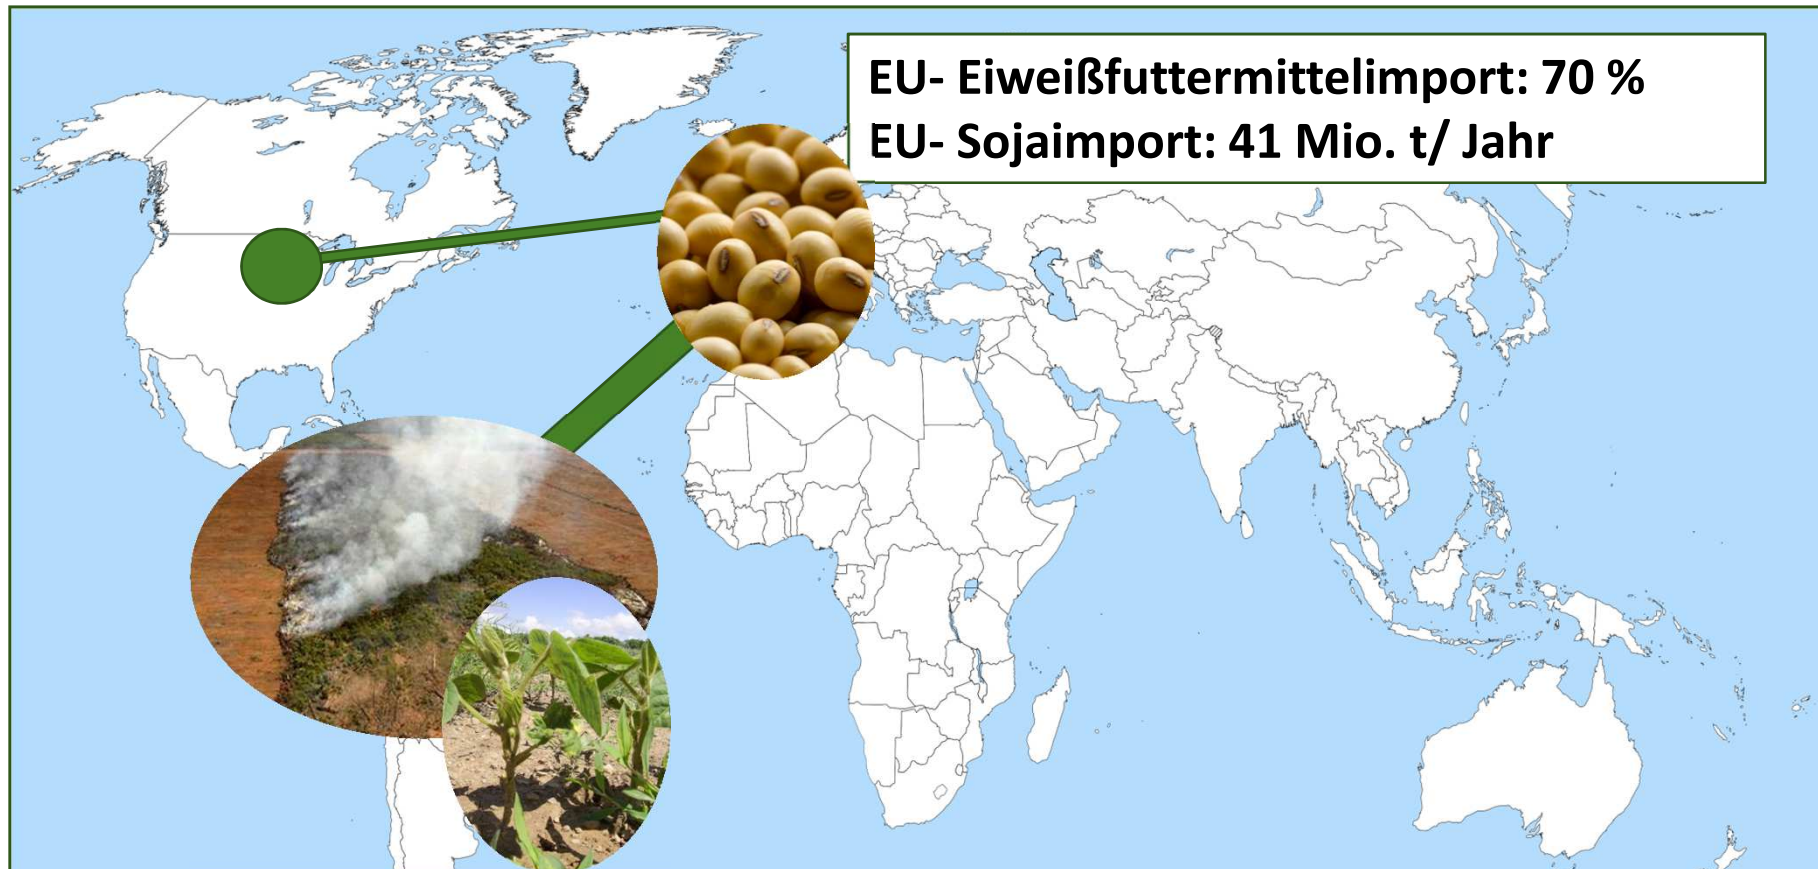 EU- Eiweißfuttermittelimport: 70 %
EU- Sojaimport: 41 Mio. t/ Jahr